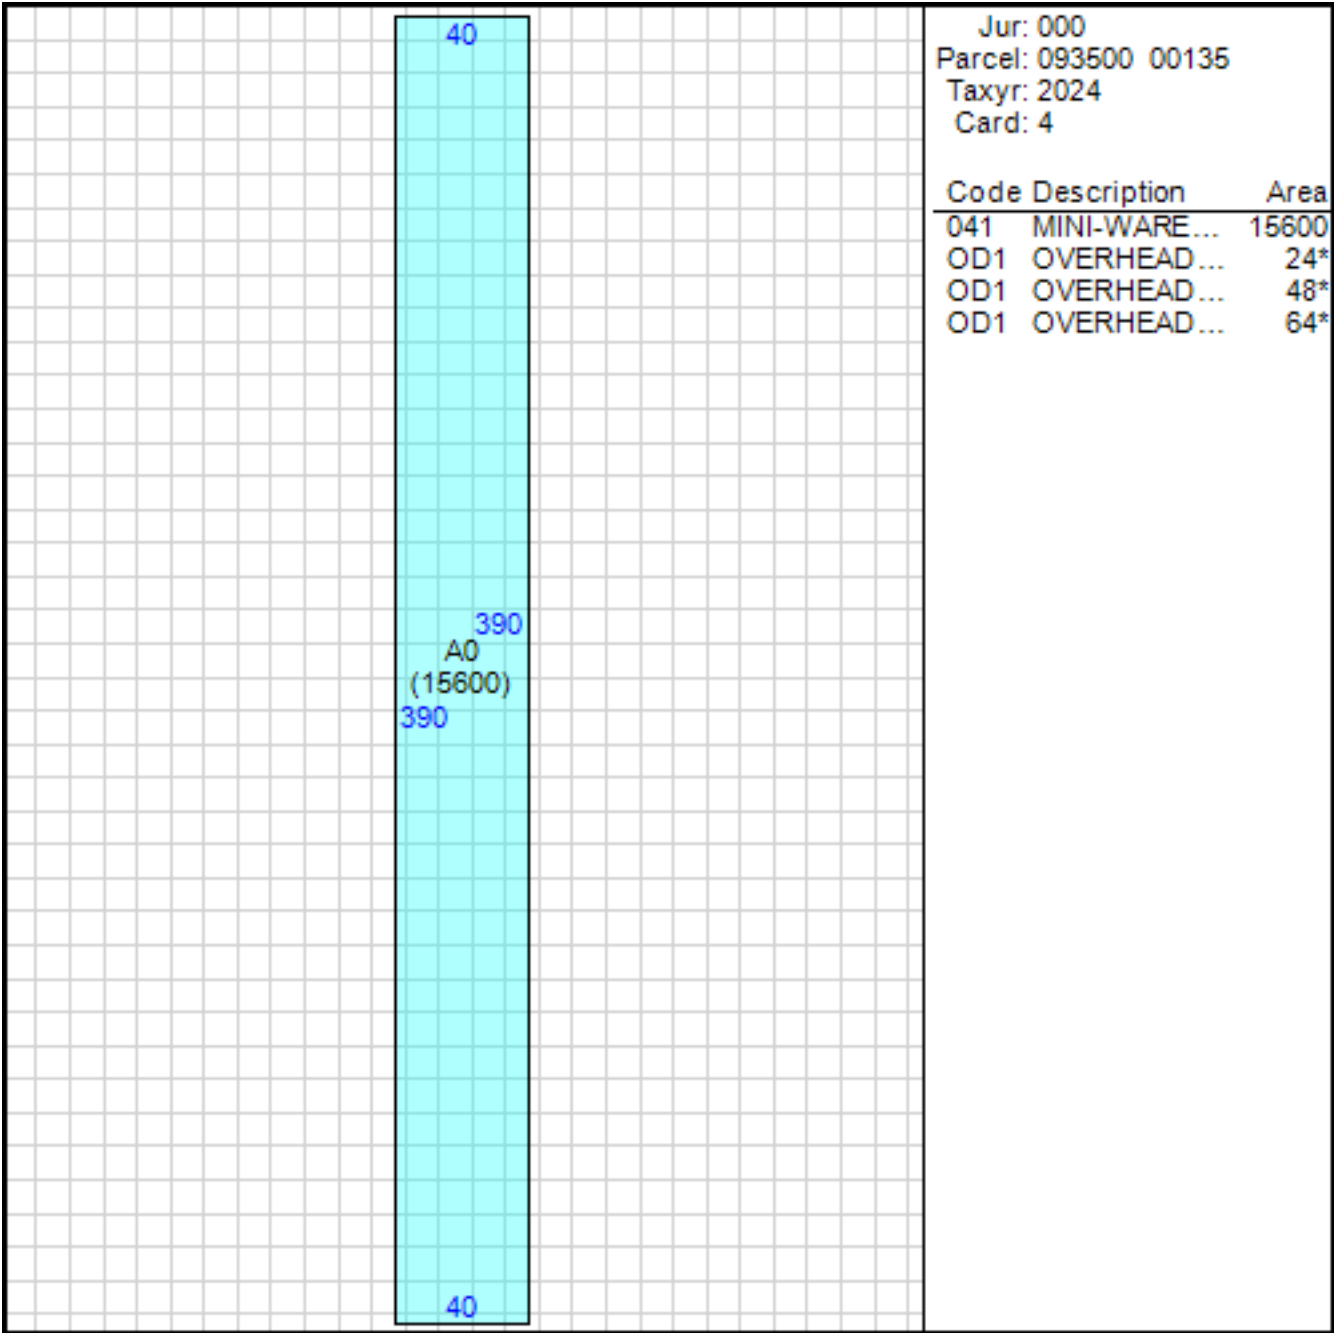 40
390
A0
(15600)
390
40
Jur: 000
Parcel: 093500 00135
Taxyr: 2024
Card: 4
Code Description Area
041 MINI-WARE... 15600
OD1 OVERHEAD... 24*
OD1 OVERHEAD... 48*
OD1 OVERHEAD... 64*